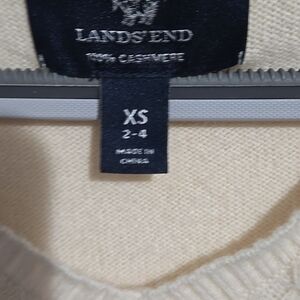 LANDS' END
100% CASHMERE
XS
2-4
MADE IN
CHINA